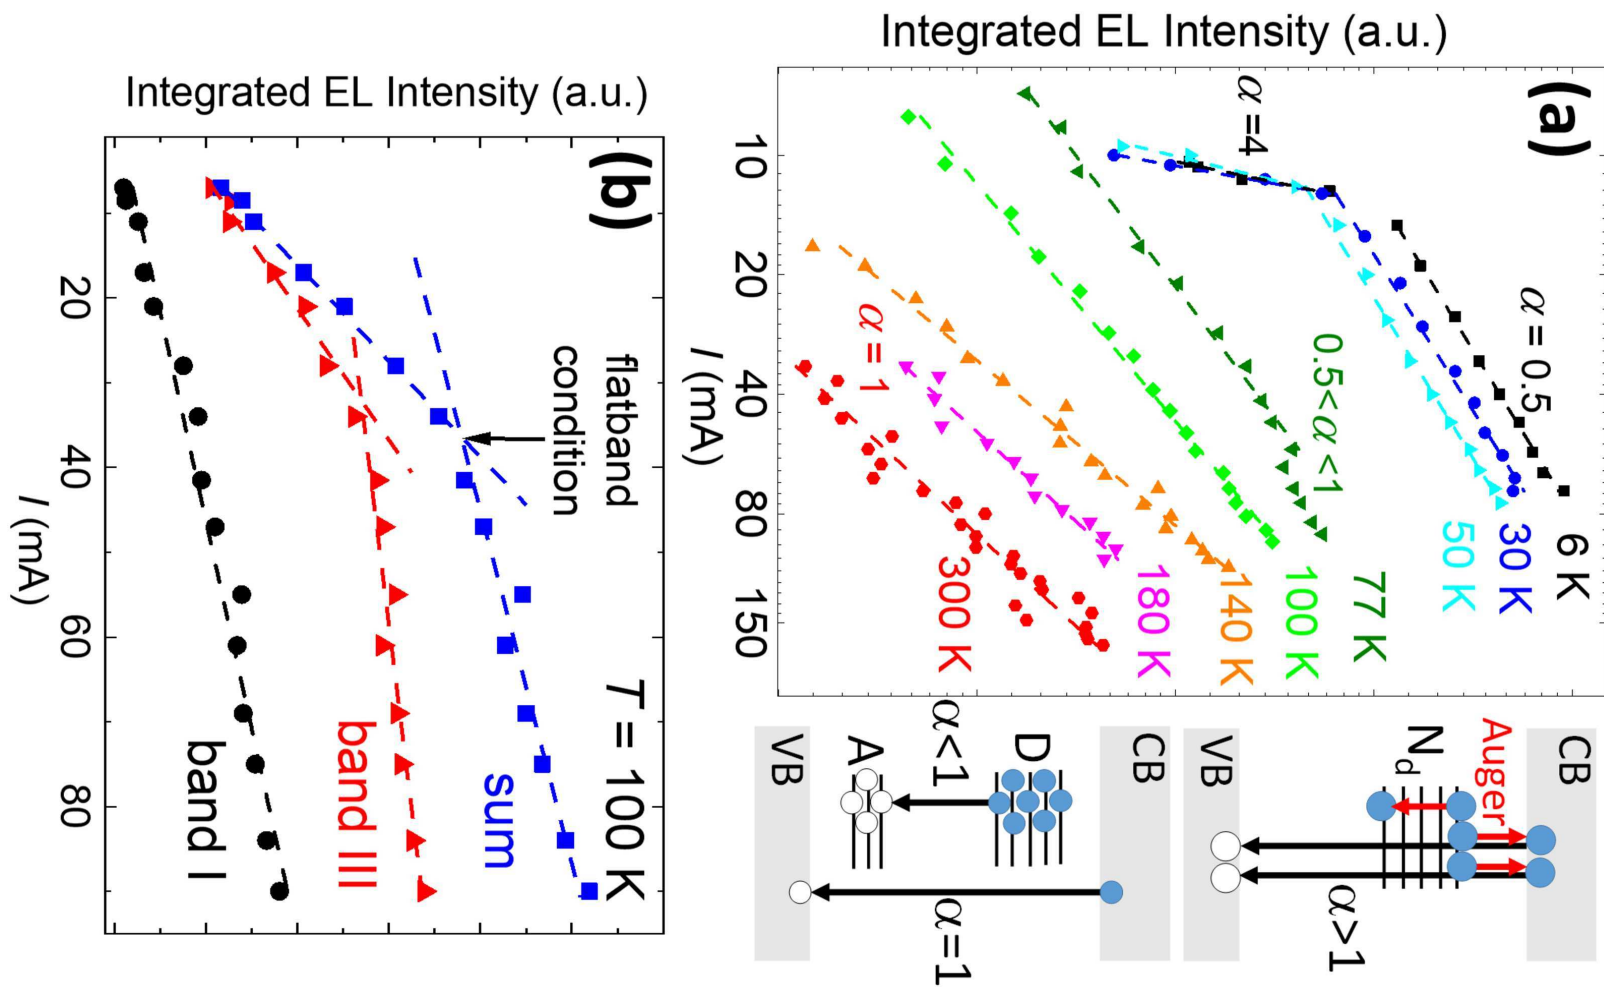 (a)
Integrated EL Intensity (a.u.)
α =4
α = 0.5
6 K
30 K
50 K
0.5<α <1
77 K
100 K
140 K
180 K
α = 1
300 K
10
20
40
80
150
I (mA)
CB
Auger
N_d
VB
α>1
CB
D
A
VB
α<1
α=1
(b)
Integrated EL Intensity (a.u.)
flatband
condition
T = 100 K
sum
band III
band I
20
40
60
80
I (mA)